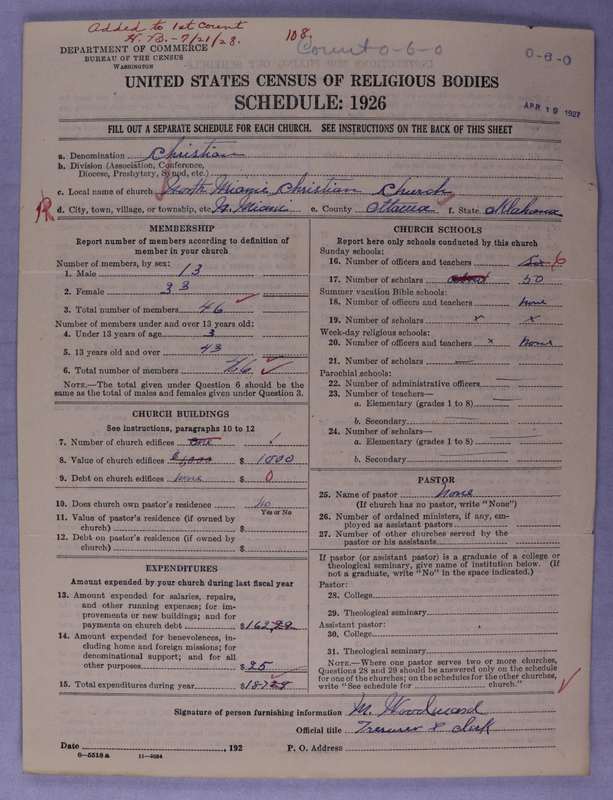 Added to 1st Count
H.B.-7/21/28.
108.
Count 0-6-0
0-6-0
APR 19 1927
DEPARTMENT OF COMMERCE
BUREAU OF THE CENSUS
WASHINGTON
UNITED STATES CENSUS OF RELIGIOUS BODIES
SCHEDULE: 1926
FILL OUT A SEPARATE SCHEDULE FOR EACH CHURCH. SEE INSTRUCTIONS ON THE BACK OF THIS SHEET
a. Denomination Christian
b. Division (Association, Conference, Diocese, Presbytery, Synod, etc.)
c. Local name of church North Miami Christian Church
d. City, town, village, or township, etc. N. Miami e. County Ottawa f. State Oklahoma
MEMBERSHIP
Report number of members according to definition of member in your church
Number of members by sex:
1. Male 13
2. Female 33
3. Total number of members 46
Number of members under and over 13 years old:
4. Under 13 years of age 3
5. 13 years old and over 43
6. Total number of members 46
NOTE.—The total given under Question 6 should be the same as the total of males and females given under Question 3.
CHURCH BUILDINGS
See instructions, paragraphs 10 to 12
7. Number of church edifices one 1
8. Value of church edifices $1,000 $ 1000
9. Debt on church edifices none $ 0
10. Does church own pastor's residence No
Yes or No
11. Value of pastor's residence (if owned by church) $
12. Debt on pastor's residence (if owned by church) $
EXPENDITURES
Amount expended by your church during last fiscal year
13. Amount expended for salaries, repairs, and other running expenses; for improvements or new buildings; and for payments on church debt $162
14. Amount expended for benevolences, including home and foreign missions; for denominational support; and for all other purposes $25
15. Total expenditures during year $187
CHURCH SCHOOLS
Report here only schools conducted by this church
Sunday schools:
16. Number of officers and teachers Six 6
17. Number of scholars 50
Summer vacation Bible schools:
18. Number of officers and teachers none
19. Number of scholars x x
Week-day religious schools:
20. Number of officers and teachers x none
21. Number of scholars —
Parochial schools:
22. Number of administrative officers
23. Number of teachers—
a. Elementary (grades 1 to 8)
b. Secondary
24. Number of scholars—
a. Elementary (grades 1 to 8)
b. Secondary
PASTOR
25. Name of pastor None
(If church has no pastor, write "None")
26. Number of ordained ministers, if any, employed as assistant pastors
27. Number of other churches served by the pastor or his assistants
If pastor (or assistant pastor) is a graduate of a college or theological seminary, give name of institution below. (If not a graduate, write "No" in the space indicated.)
Pastor:
28. College
29. Theological seminary
Assistant pastor:
30. College
31. Theological seminary
NOTE.—Where one pastor serves two or more churches, Questions 28 and 29 should be answered only on the schedule for one of the churches; on the schedules for the other churches, write "See schedule for church."
Signature of person furnishing information M. Woodward
Official title Tresurer & clerk
Date , 192 P. O. Address
6-5518a 11-9054